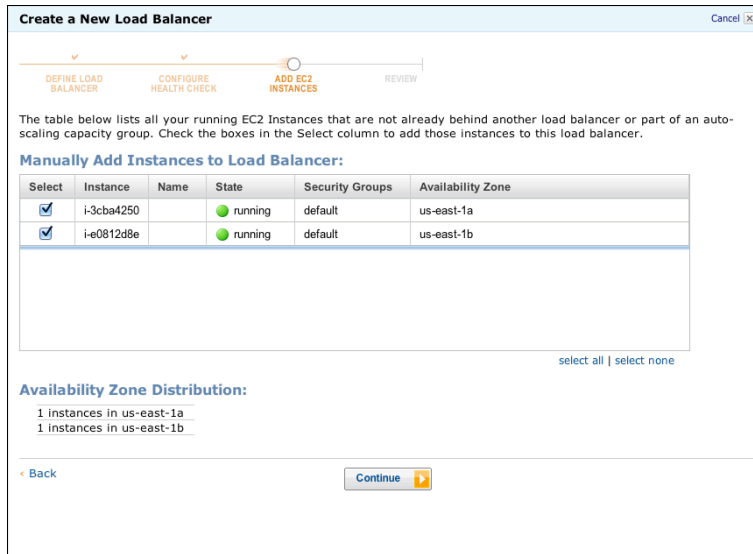 Create a New Load Balancer
Cancel x
DEFINE LOAD BALANCER
CONFIGURE HEALTH CHECK
ADD EC2 INSTANCES
REVIEW
The table below lists all your running EC2 Instances that are not already behind another load balancer or part of an auto-
scaling capacity group. Check the boxes in the Select column to add those instances to this load balancer.
Manually Add Instances to Load Balancer:
Select Instance Name State Security Groups Availability Zone
i-3cba4250 running default us-east-1a
i-e0812d8e running default us-east-1b
select all | select none
Availability Zone Distribution:
1 instances in us-east-1a
1 instances in us-east-1b
‹ Back
Continue